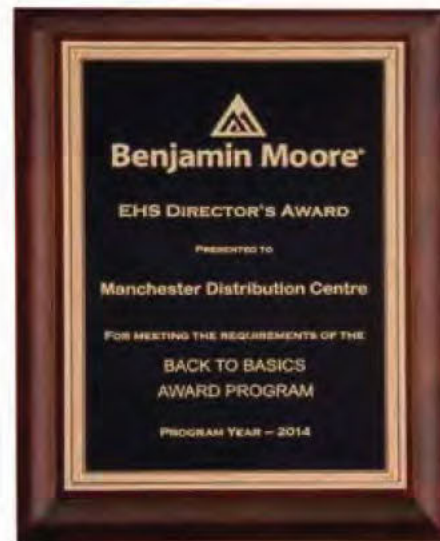 Benjamin Moore®
EHS DIRECTOR'S AWARD
PRESENTED TO
Manchester Distribution Centre
FOR MEETING THE REQUIREMENTS OF THE
BACK TO BASICS
AWARD PROGRAM
PROGRAM YEAR – 2014